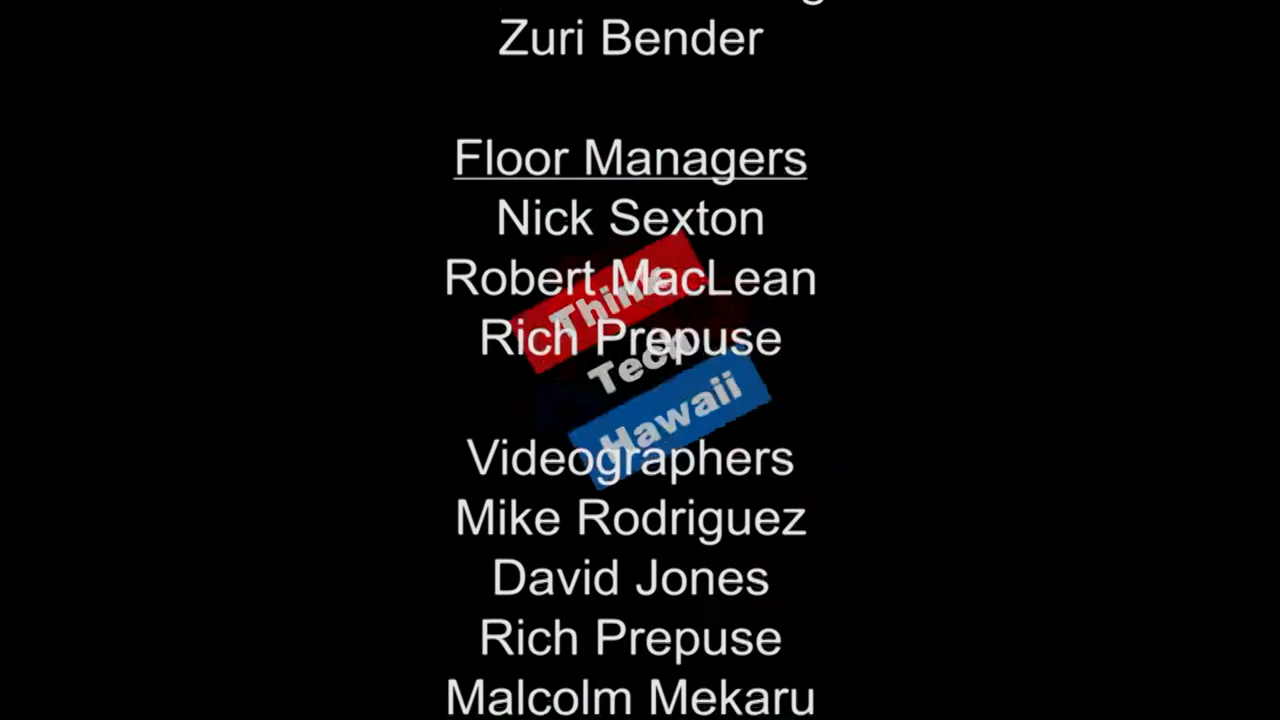 Zuri Bender
Floor Managers
Nick Sexton
Robert MacLean
Rich Prepuse
Think
Tech
Hawaii
Videographers
Mike Rodriguez
David Jones
Rich Prepuse
Malcolm Mekaru